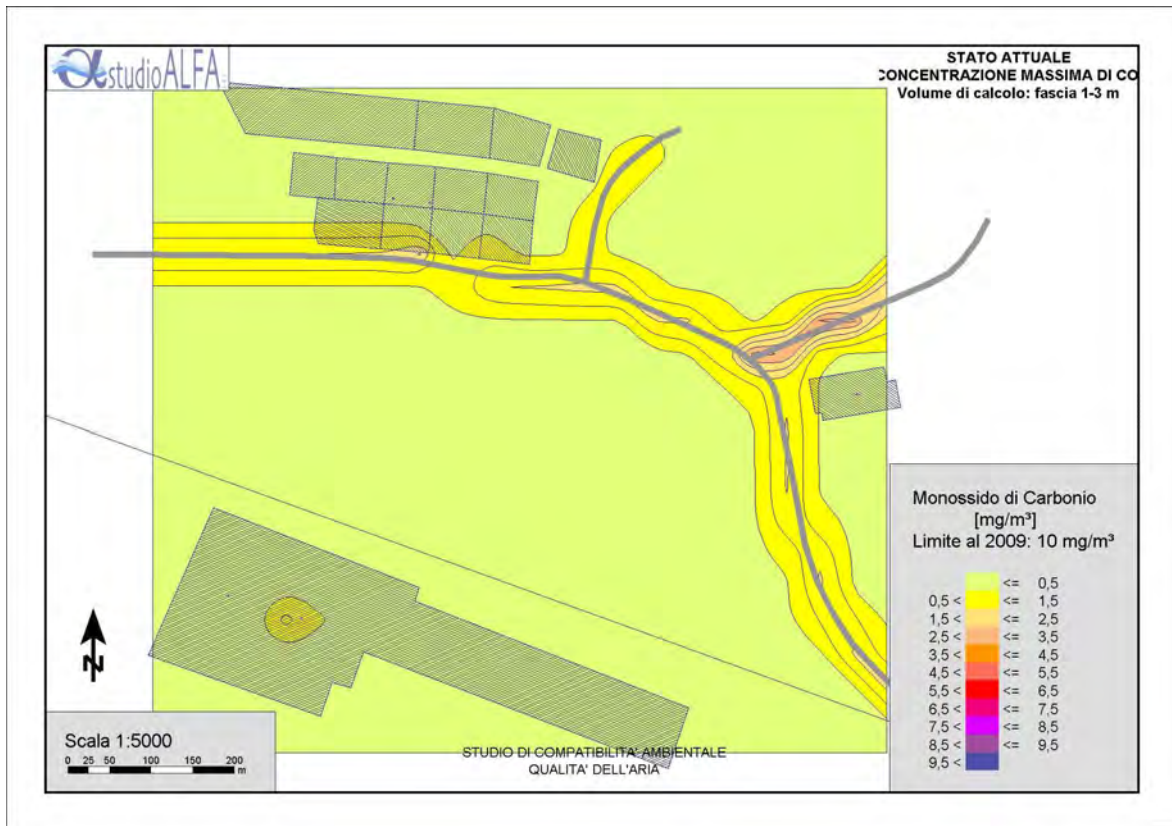 αstudioALFA
STATO ATTUALE
CONCENTRAZIONE MASSIMA DI CO
Volume di calcolo: fascia 1-3 m
Monossido di Carbonio
[mg/m³]
Limite al 2009: 10 mg/m³
<= 0,5
0,5 < <= 1,5
1,5 < <= 2,5
2,5 < <= 3,5
3,5 < <= 4,5
4,5 < <= 5,5
5,5 < <= 6,5
6,5 < <= 7,5
7,5 < <= 8,5
8,5 < <= 9,5
9,5 <
N
Scala 1:5000
0 25 50 100 150 200
m
STUDIO DI COMPATIBILITA' AMBIENTALE
QUALITA' DELL'ARIA